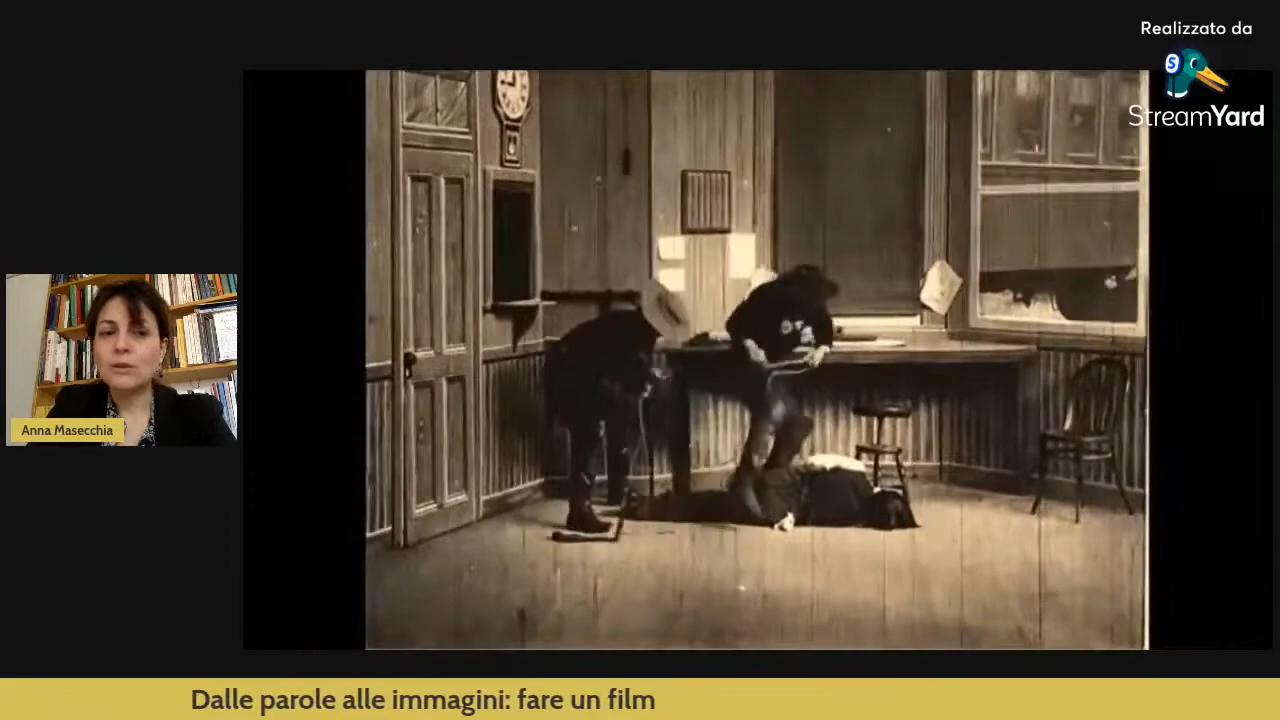 Realizzato da
S
StreamYard
Anna Masecchia
Dalle parole alle immagini: fare un film